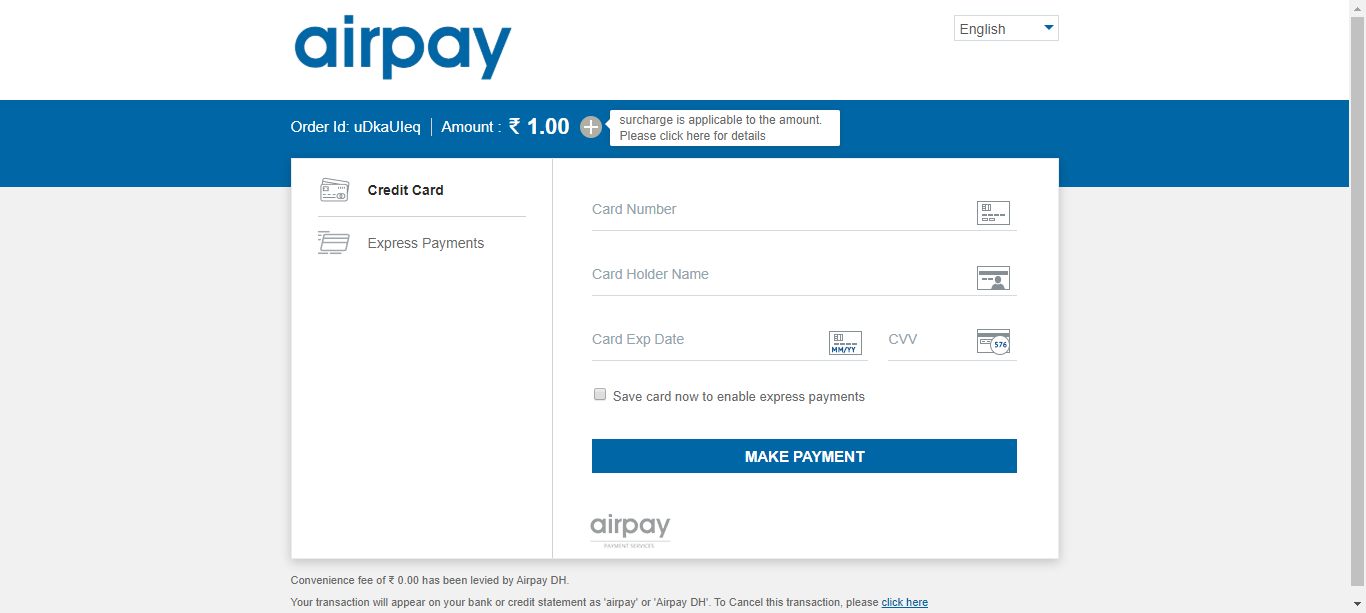 airpay
English
Order Id: uDkaUIeq Amount : ₹ 1.00
surcharge is applicable to the amount.
Please click here for details
Credit Card
Express Payments
Card Number
Card Holder Name
Card Exp Date
MM/YY
CVV
576
Save card now to enable express payments
MAKE PAYMENT
airpay
PAYMENT SERVICES
Convenience fee of ₹ 0.00 has been levied by Airpay DH.
Your transaction will appear on your bank or credit statement as 'airpay' or 'Airpay DH'. To Cancel this transaction, please click here